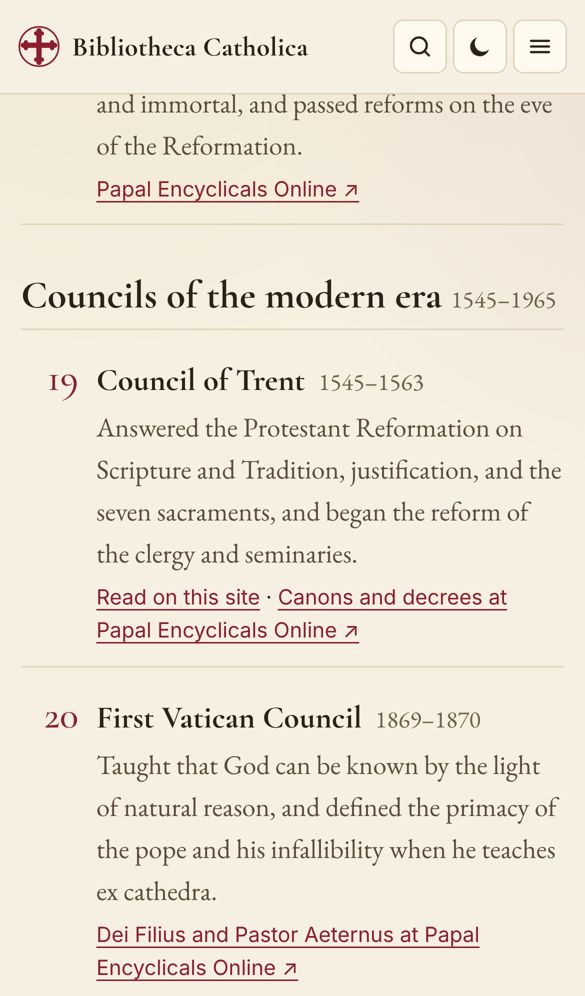 Bibliotheca Catholica
and immortal, and passed reforms on the eve
of the Reformation.
Papal Encyclicals Online ↗
Councils of the modern era 1545–1965
19 Council of Trent 1545–1563
Answered the Protestant Reformation on
Scripture and Tradition, justification, and the
seven sacraments, and began the reform of
the clergy and seminaries.
Read on this site · Canons and decrees at
Papal Encyclicals Online ↗
20 First Vatican Council 1869–1870
Taught that God can be known by the light
of natural reason, and defined the primacy of
the pope and his infallibility when he teaches
ex cathedra.
Dei Filius and Pastor Aeternus at Papal
Encyclicals Online ↗